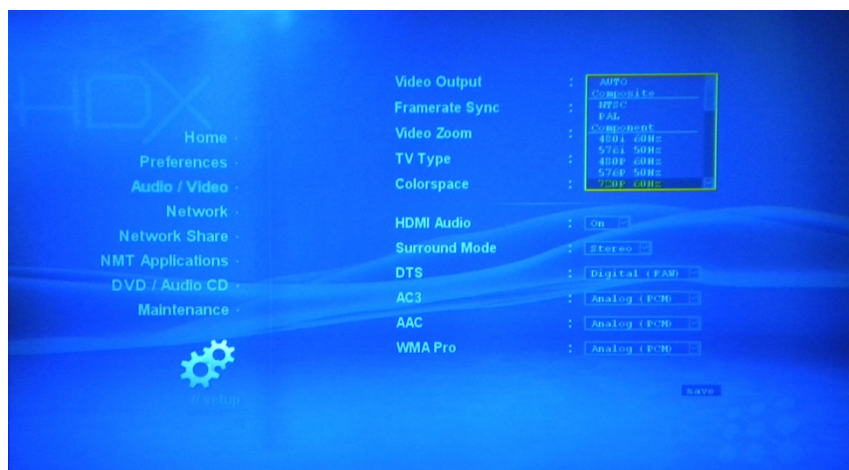 HDX
Home
Preferences
Audio / Video
Network
Network Share
NMT Applications
DVD / Audio CD
Maintenance
// setup
Video Output :
AUTO
Composite
NTSC
PAL
Component
480i 60Hz
576i 50Hz
480P 60Hz
576P 50Hz
720P 60Hz
Framerate Sync :
Video Zoom :
TV Type :
Colorspace :
HDMI Audio : On
Surround Mode : Stereo
DTS : Digital (RAW)
AC3 : Analog (PCM)
AAC : Analog (PCM)
WMA Pro : Analog (PCM)
save